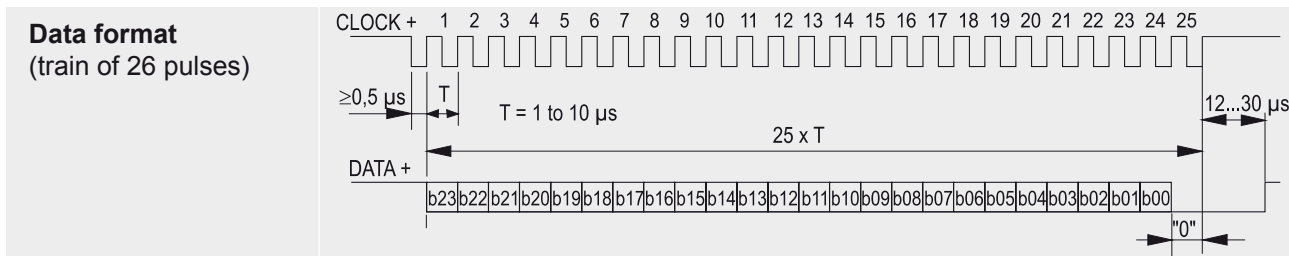 Data format
(train of 26 pulses)
CLOCK + 1 2 3 4 5 6 7 8 9 10 11 12 13 14 15 16 17 18 19 20 21 22 23 24 25
≥0,5 µs T T = 1 to 10 µs 12...30 µs
25 x T
DATA +
b23 b22 b21 b20 b19 b18 b17 b16 b15 b14 b13 b12 b11 b10 b09 b08 b07 b06 b05 b04 b03 b02 b01 b00
"0"